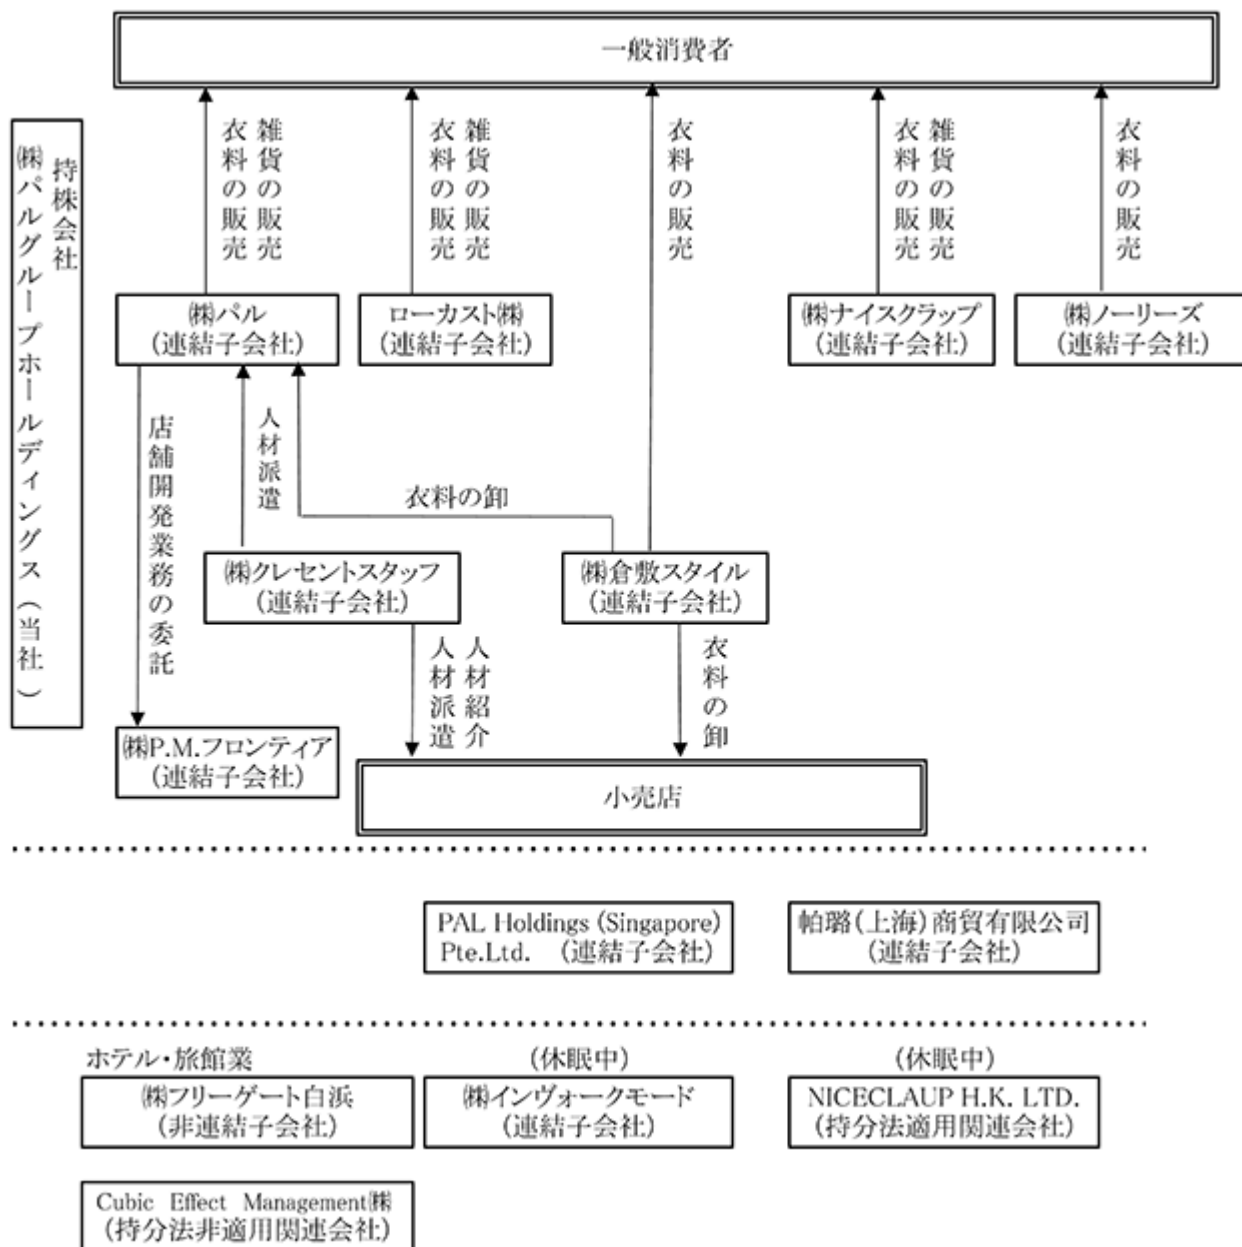 一般消費者
持株会社
㈱パルグループホールディングス(当社)
雑貨の販売
衣料の販売
雑貨の販売
衣料の販売
衣料の販売
雑貨の販売
衣料の販売
衣料の販売
㈱パル
(連結子会社)
ローカスト㈱
(連結子会社)
㈱ナイスクラップ
(連結子会社)
㈱ノーリーズ
(連結子会社)
店舗開発業務の委託
人材派遣
衣料の卸
㈱クレセントスタッフ
(連結子会社)
㈱倉敷スタイル
(連結子会社)
人材紹介
人材派遣
衣料の卸
㈱P.M.フロンティア
(連結子会社)
小売店
PAL Holdings (Singapore)
Pte.Ltd. (連結子会社)
帕璐(上海)商貿有限公司
(連結子会社)
ホテル・旅館業
㈱フリーゲート白浜
(非連結子会社)
(休眠中)
㈱インヴォークモード
(連結子会社)
(休眠中)
NICECLAUP H.K. LTD.
(持分法適用関連会社)
Cubic Effect Management㈱
(持分法非適用関連会社)